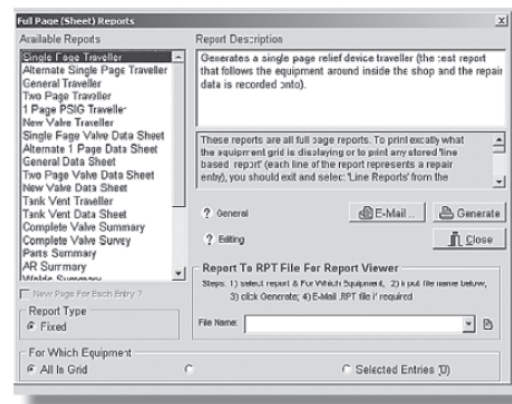 Full Page (Sheet) Reports
Available Reports
Single Page Traveller
Alternate Single Page Traveller
General Traveller
Two Page Traveller
1 Page PSIG Traveller
New Valve Traveller
Single Page Valve Data Sheet
Alternate 1 Page Data Sheet
General Data Sheet
Two Page Valve Data Sheet
New Valve Data Sheet
Tank Vent Traveller
Tank Vent Data Sheet
Complete Valve Summary
Complete Valve Survey
Parts Summary
AR Summary
Welds Summary
New Page For Each Entry ?
Report Type
Fixed
Report Description
Generates a single page relief device traveller (the test report
that follows the equipment around inside the shop and the repair
data is recorded onto).
These reports are all full page reports. To print excatly what
the equipment grid is displaying or to print any stored 'line
based report' (each line of the report represents a repair
entry), you should exit and select 'Line Reports' from the
? General
E-Mail ..
Generate
? Editing
Close
Report To RPT File For Report Viewer
Steps: 1) select report & For Which Equipment, 2) input file name below,
3) click Generate; 4) E-Mail .RPT file if required
File Name:
For Which Equipment
All In Grid
Selected Entries (0)